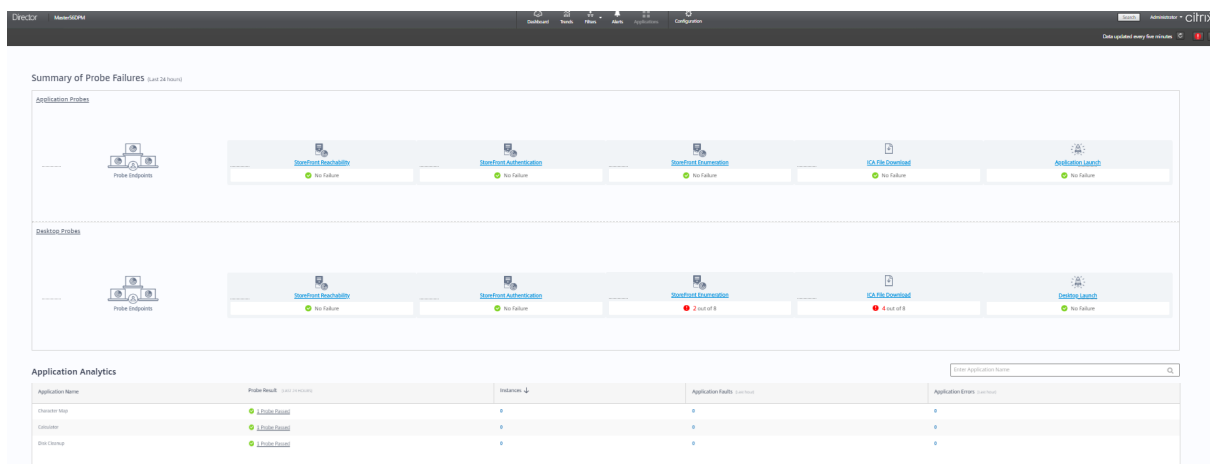 Director MasterSSDPM Dashboard Trends Filters Alerts Applications Configuration Search Administrator citrix
Data updated every five minutes
Summary of Probe Failures (Last 24 hours)
Application Probes
Probe Endpoints
StoreFront Reachability StoreFront Authentication StoreFront Enumeration ICA File Download Application Launch
No Failure No Failure No Failure No Failure No Failure
Desktop Probes
Probe Endpoints
StoreFront Reachability StoreFront Authentication StoreFront Enumeration ICA File Download Desktop Launch
No Failure No Failure 2 out of 8 4 out of 8 No Failure
Application Analytics Enter Application Name
Application Name Probe Result Instances Application Faults (Last hour) Application Errors (Last hour)
Character Map 1 Probe Passed 0 0 0
Calculator 1 Probe Passed 0 0 0
Disk Cleanup 1 Probe Passed 0 0 0